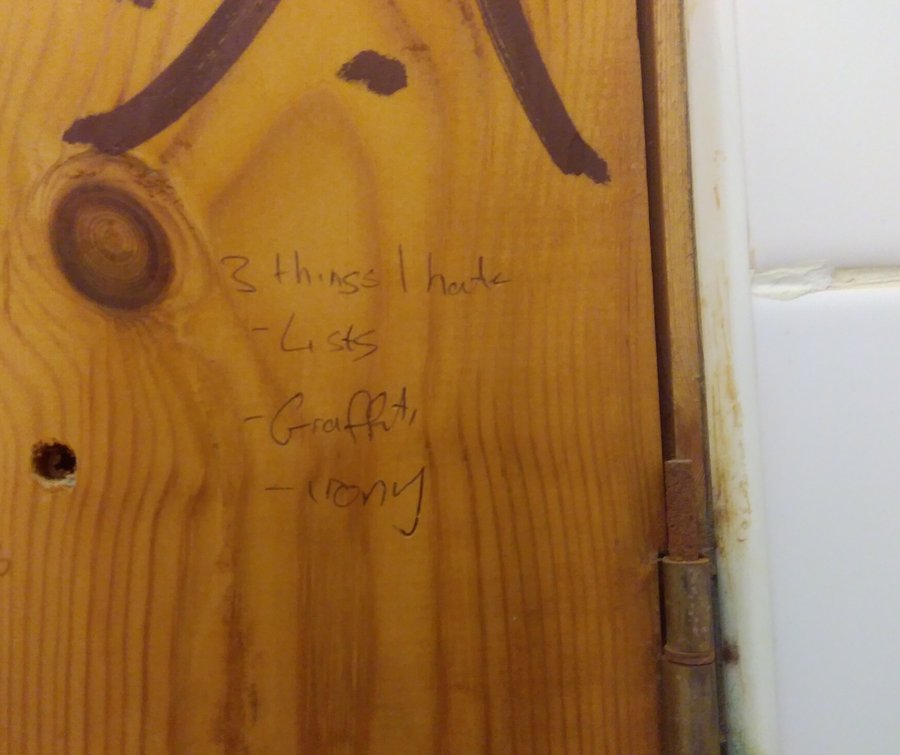 3 things I hate
- Lists
- Graffiti
- irony